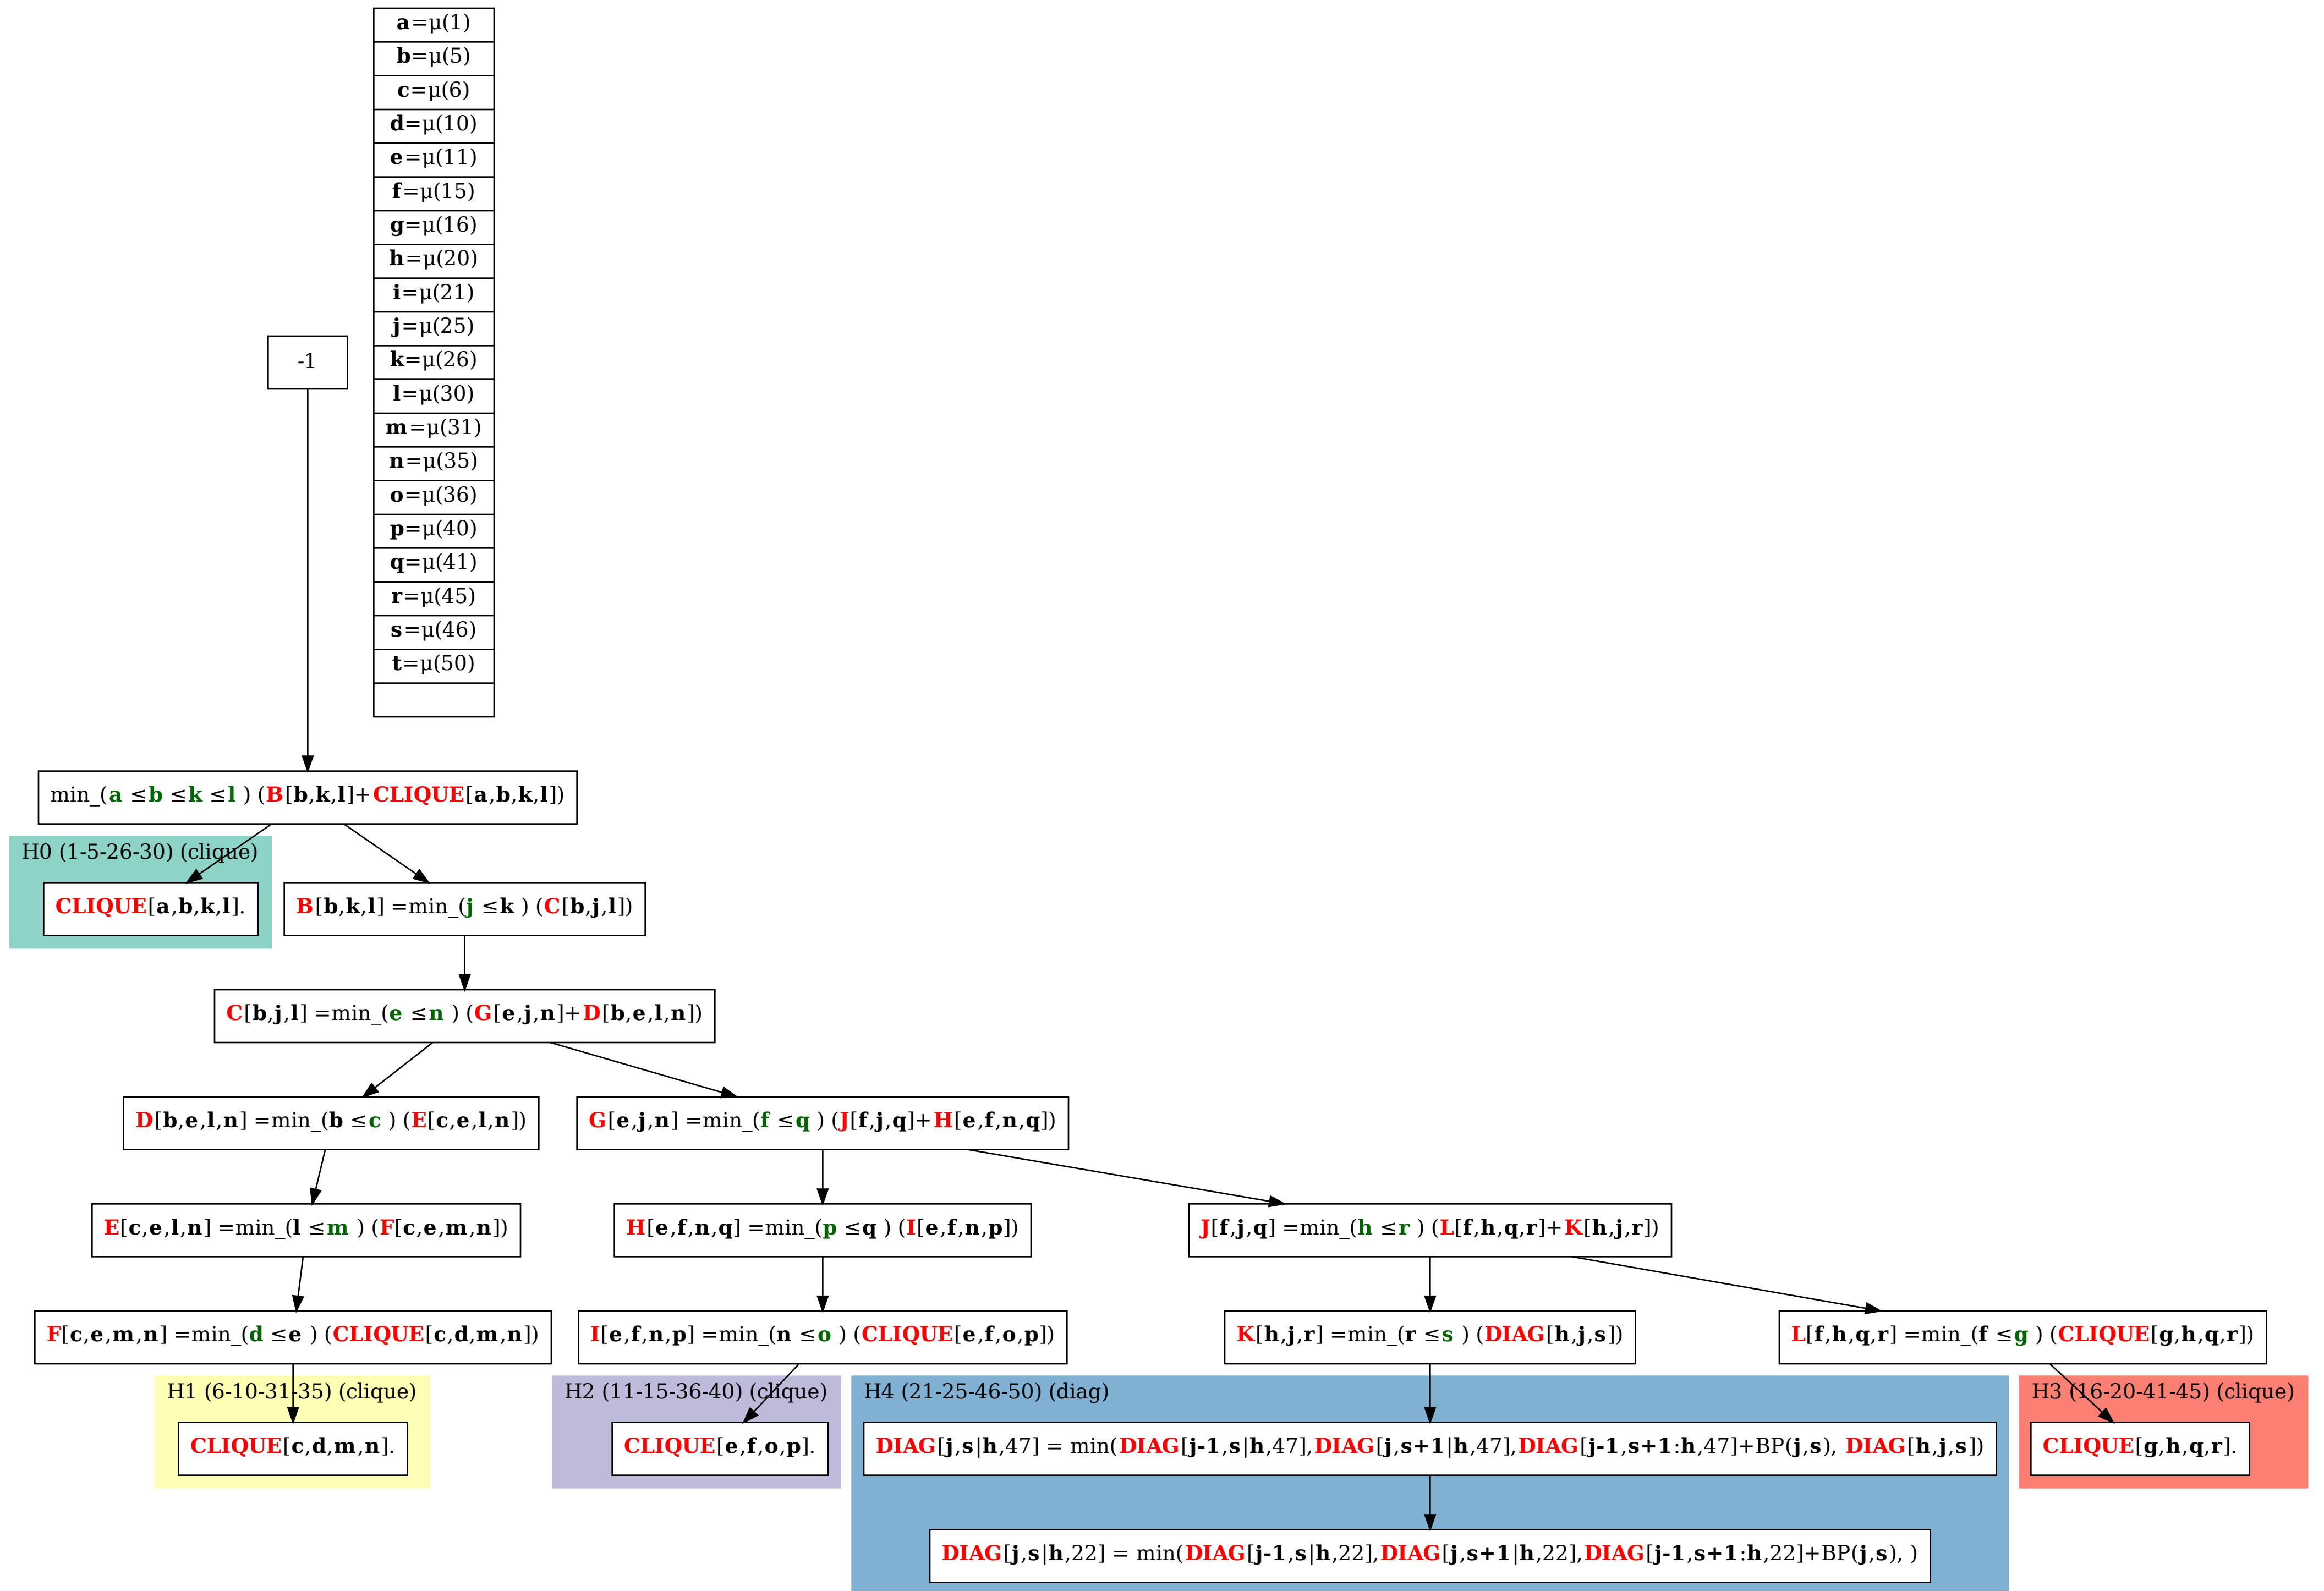 a=μ(1)
b=μ(5)
c=μ(6)
d=μ(10)
e=μ(11)
f=μ(15)
g=μ(16)
h=μ(20)
i=μ(21)
j=μ(25)
k=μ(26)
l=μ(30)
m=μ(31)
n=μ(35)
o=μ(36)
p=μ(40)
q=μ(41)
r=μ(45)
s=μ(46)
t=μ(50)
-1
min_(a ≤b ≤k ≤l ) (B[b,k,l]+CLIQUE[a,b,k,l])
H0 (1-5-26-30) (clique)
CLIQUE[a,b,k,l].
B[b,k,l] =min_(j ≤k ) (C[b,j,l])
C[b,j,l] =min_(e ≤n ) (G[e,j,n]+D[b,e,l,n])
D[b,e,l,n] =min_(b ≤c ) (E[c,e,l,n])
G[e,j,n] =min_(f ≤q ) (J[f,j,q]+H[e,f,n,q])
E[c,e,l,n] =min_(l ≤m ) (F[c,e,m,n])
H[e,f,n,q] =min_(p ≤q ) (I[e,f,n,p])
J[f,j,q] =min_(h ≤r ) (L[f,h,q,r]+K[h,j,r])
F[c,e,m,n] =min_(d ≤e ) (CLIQUE[c,d,m,n])
I[e,f,n,p] =min_(n ≤o ) (CLIQUE[e,f,o,p])
K[h,j,r] =min_(r ≤s ) (DIAG[h,j,s])
L[f,h,q,r] =min_(f ≤g ) (CLIQUE[g,h,q,r])
H1 (6-10-31-35) (clique)
CLIQUE[c,d,m,n].
H2 (11-15-36-40) (clique)
CLIQUE[e,f,o,p].
H4 (21-25-46-50) (diag)
DIAG[j,s|h,47] = min(DIAG[j-1,s|h,47],DIAG[j,s+1|h,47],DIAG[j-1,s+1:h,47]+BP(j,s), DIAG[h,j,s])
DIAG[j,s|h,22] = min(DIAG[j-1,s|h,22],DIAG[j,s+1|h,22],DIAG[j-1,s+1:h,22]+BP(j,s), )
H3 (16-20-41-45) (clique)
CLIQUE[g,h,q,r].